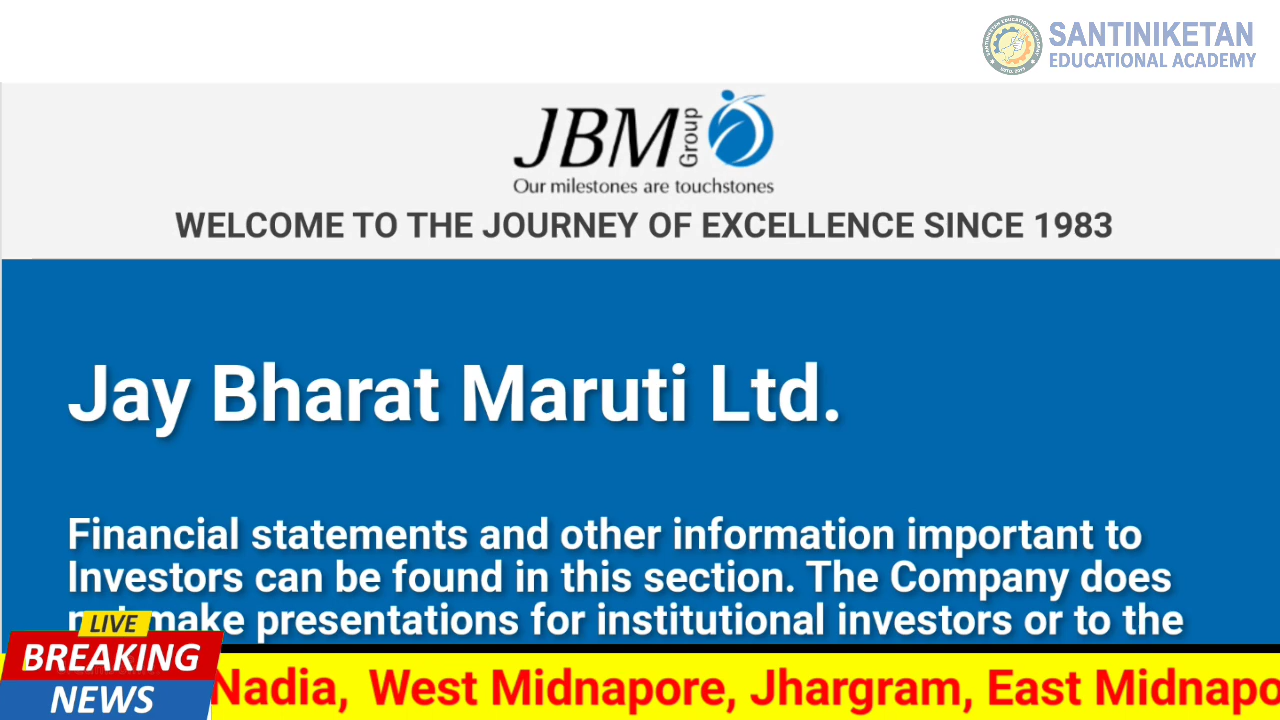 SANTINIKETAN
EDUCATIONAL ACADEMY
JBM Group
Our milestones are touchstones
WELCOME TO THE JOURNEY OF EXCELLENCE SINCE 1983
Jay Bharat Maruti Ltd.
Financial statements and other information important to
Investors can be found in this section. The Company does
make presentations for institutional investors or to the
LIVE
BREAKING
NEWS
Nadia, West Midnapore, Jhargram, East Midnapo